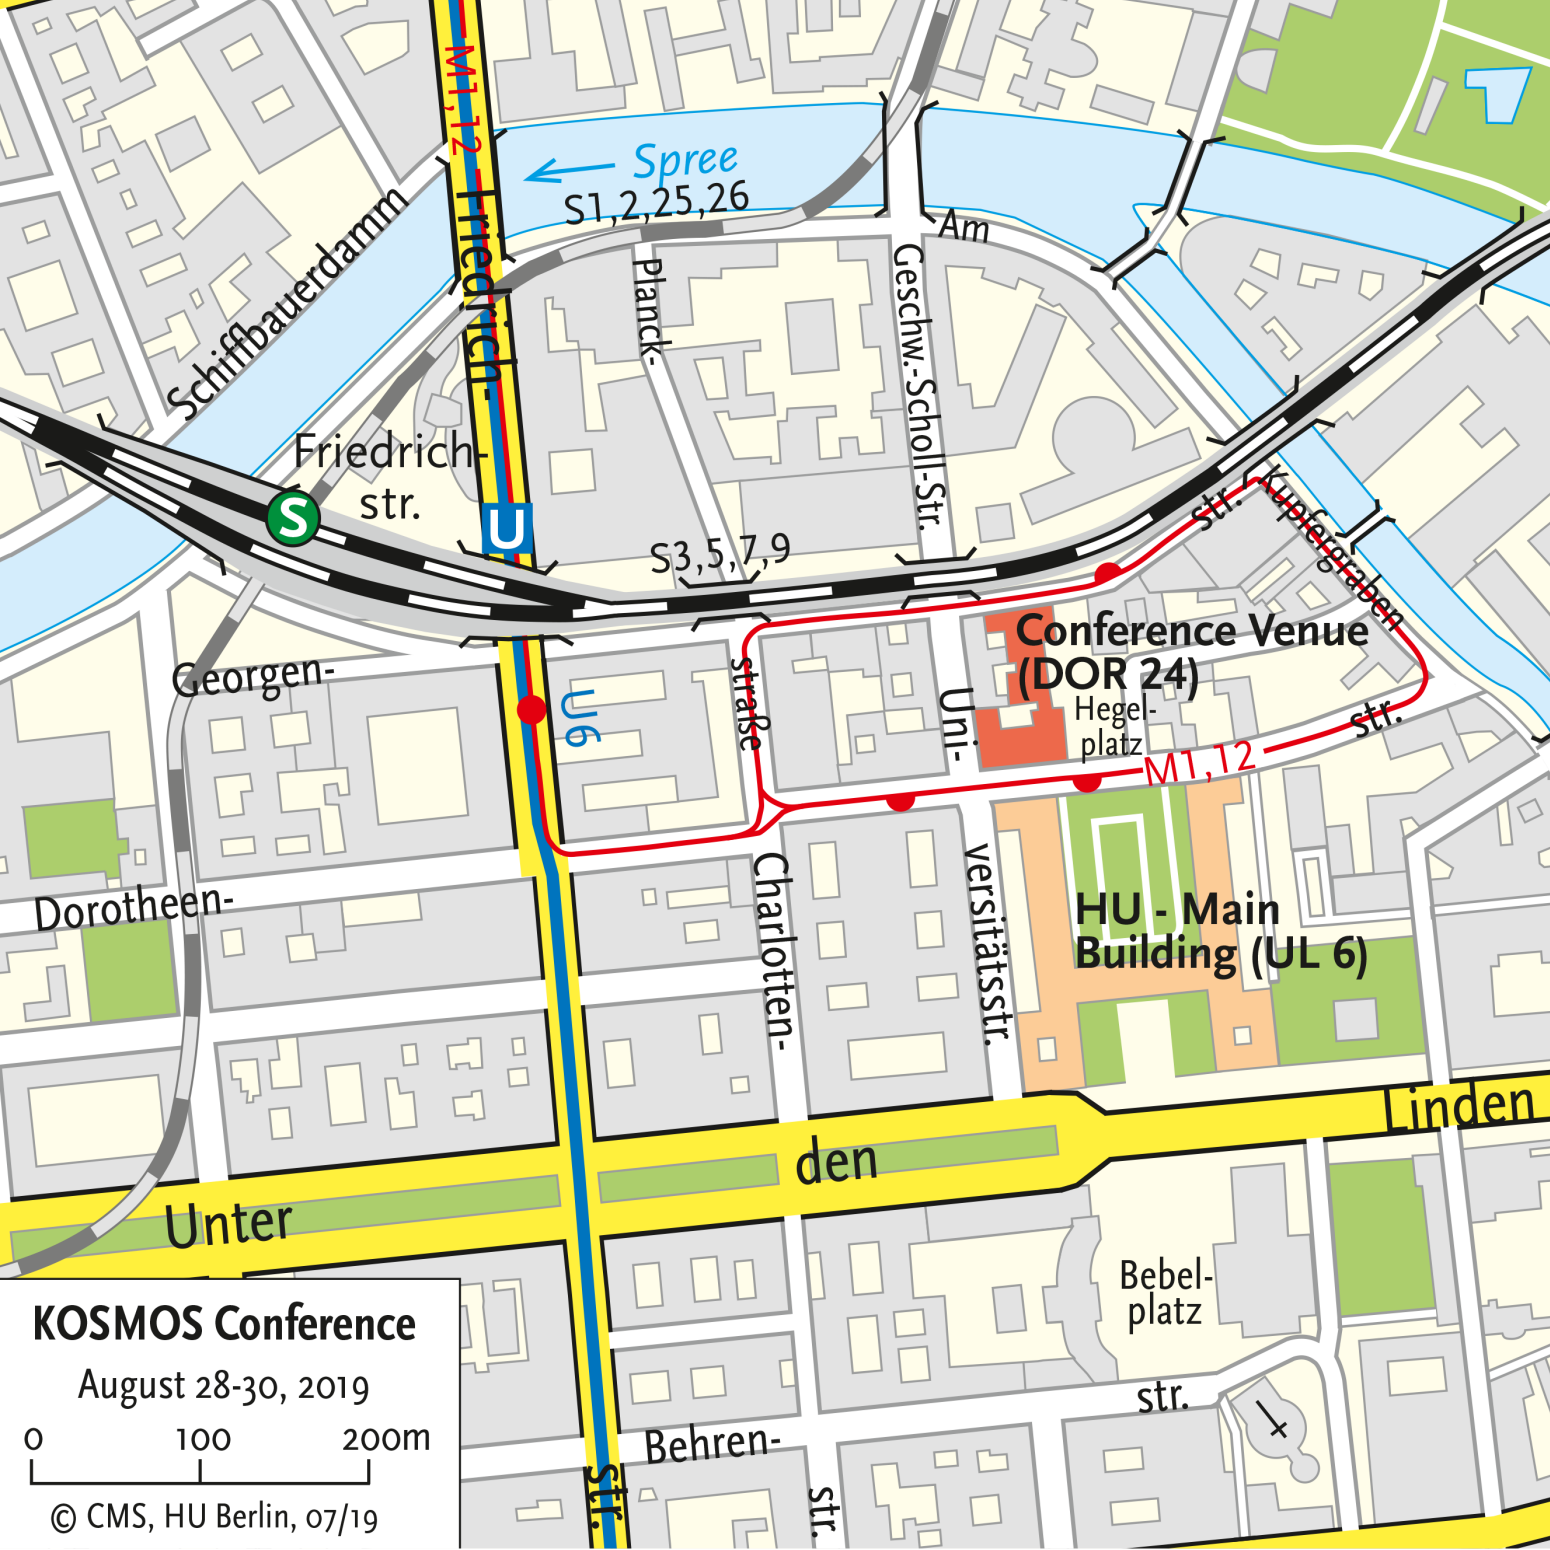 M1,12
Spree
S1,2,25,26
Am
Friedrich-
Schiffbauerdamm
Planck-
Geschw.-Scholl-Str.
Friedrich-
str.
S
U
S3,5,7,9
str.
Kupfergraben
Conference Venue
(DOR 24)
Georgen-
straße
U6
Uni-
Hegel-
platz
str.
M1,12
Dorotheen-
Charlotten-
versitätsstr.
HU - Main
Building (UL 6)
Linden
den
Unter
Bebel-
platz
str.
Behren-
str.
str.
KOSMOS Conference
August 28-30, 2019
0 100 200m
© CMS, HU Berlin, 07/19